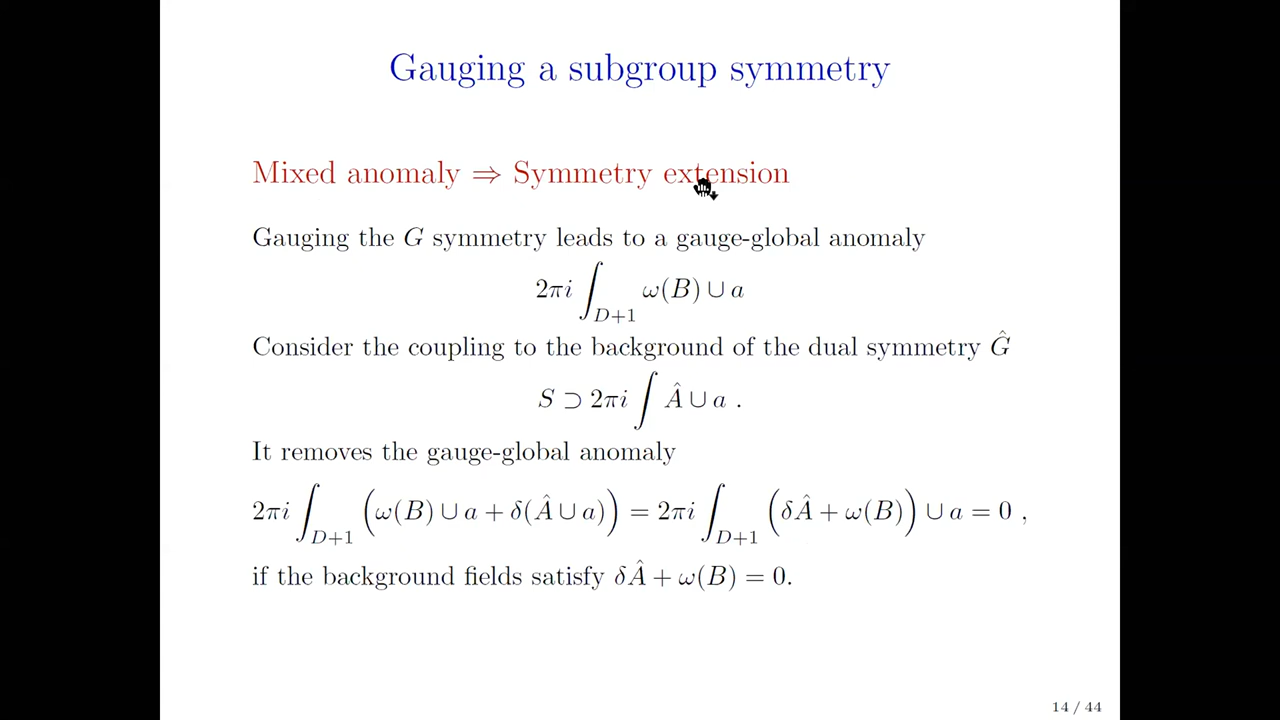 Gauging a subgroup symmetry
Mixed anomaly ⇒ Symmetry extension
Gauging the G symmetry leads to a gauge-global anomaly
2πi ∫_{D+1} ω(B) ∪ a
Consider the coupling to the background of the dual symmetry Ĝ
S ⊃ 2πi ∫ Â ∪ a .
It removes the gauge-global anomaly
2πi ∫_{D+1} (ω(B) ∪ a + δ(Â ∪ a)) = 2πi ∫_{D+1} (δÂ + ω(B)) ∪ a = 0 ,
if the background fields satisfy δÂ + ω(B) = 0.
14 / 44